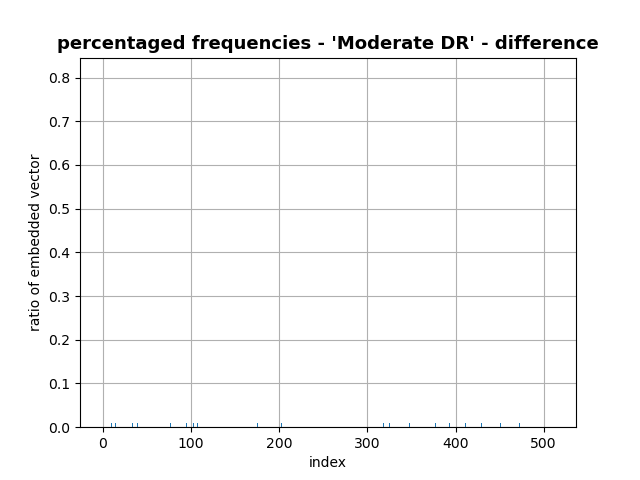 percentaged frequencies - 'Moderate DR' - difference
0.8
0.7
0.6
0.5
0.4
0.3
0.2
0.1
0.0
ratio of embedded vector
0 100 200 300 400 500
index